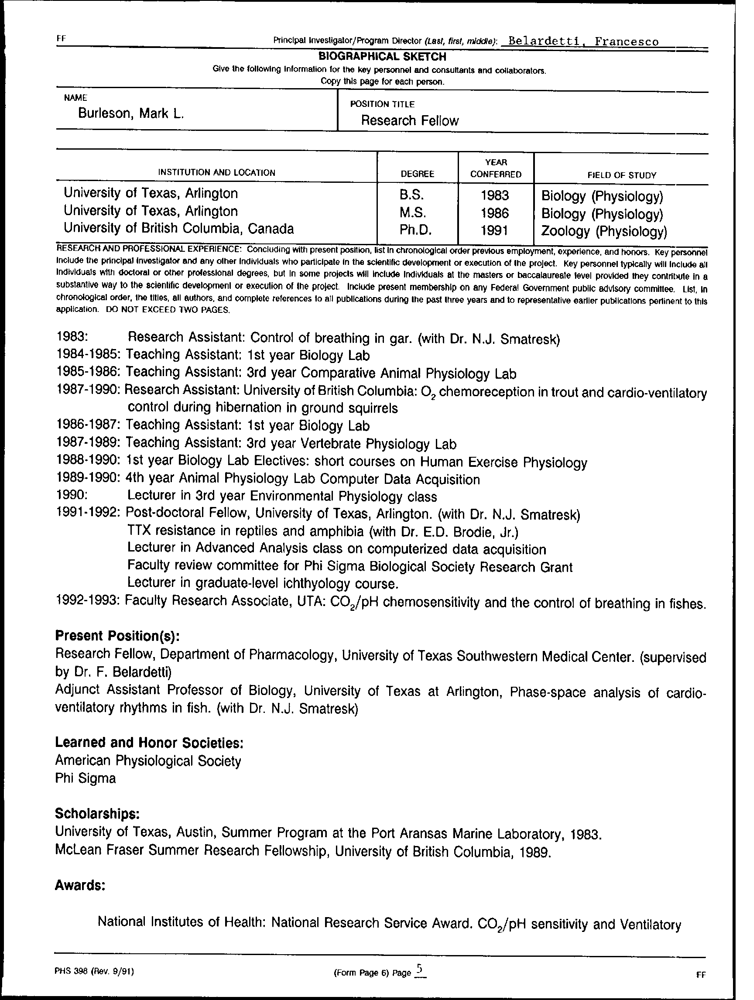 FF
Principal Investigator/Program Director (Last, first, middle): Belardetti, Francesco
BIOGRAPHICAL SKETCH
Give the following information for the key personnel and consultants and collaborators.
Copy this page for each person.
NAME
Burleson, Mark L.
POSITION TITLE
Research Fellow
INSTITUTION AND LOCATION DEGREE YEAR CONFERRED FIELD OF STUDY
University of Texas, Arlington B.S. 1983 Biology (Physiology)
University of Texas, Arlington M.S. 1986 Biology (Physiology)
University of British Columbia, Canada Ph.D. 1991 Zoology (Physiology)
RESEARCH AND PROFESSIONAL EXPERIENCE: Concluding with present position, list in chronological order previous employment, experience, and honors. Key personnel
include the principal investigator and any other individuals who participate in the scientific development or execution of the project. Key personnel typically will include all
individuals with doctoral or other professional degrees, but in some projects will include individuals at the masters or baccalaureate level provided they contribute in a
substantive way to the scientific development or execution of the project. Include present membership on any Federal Government public advisory committee. List, in
chronological order, the titles, all authors, and complete references to all publications during the past three years and to representative earlier publications pertinent to this
application. DO NOT EXCEED TWO PAGES.
1983: Research Assistant: Control of breathing in gar. (with Dr. N.J. Smatresk)
1984-1985: Teaching Assistant: 1st year Biology Lab
1985-1986: Teaching Assistant: 3rd year Comparative Animal Physiology Lab
1987-1990: Research Assistant: University of British Columbia: O₂ chemoreception in trout and cardio-ventilatory
control during hibernation in ground squirrels
1986-1987: Teaching Assistant: 1st year Biology Lab
1987-1989: Teaching Assistant: 3rd year Vertebrate Physiology Lab
1988-1990: 1st year Biology Lab Electives: short courses on Human Exercise Physiology
1989-1990: 4th year Animal Physiology Lab Computer Data Acquisition
1990: Lecturer in 3rd year Environmental Physiology class
1991-1992: Post-doctoral Fellow, University of Texas, Arlington. (with Dr. N.J. Smatresk)
TTX resistance in reptiles and amphibia (with Dr. E.D. Brodie, Jr.)
Lecturer in Advanced Analysis class on computerized data acquisition
Faculty review committee for Phi Sigma Biological Society Research Grant
Lecturer in graduate-level ichthyology course.
1992-1993: Faculty Research Associate, UTA: CO₂/pH chemosensitivity and the control of breathing in fishes.
Present Position(s):
Research Fellow, Department of Pharmacology, University of Texas Southwestern Medical Center. (supervised
by Dr. F. Belardetti)
Adjunct Assistant Professor of Biology, University of Texas at Arlington, Phase-space analysis of cardio-
ventilatory rhythms in fish. (with Dr. N.J. Smatresk)
Learned and Honor Societies:
American Physiological Society
Phi Sigma
Scholarships:
University of Texas, Austin, Summer Program at the Port Aransas Marine Laboratory, 1983.
McLean Fraser Summer Research Fellowship, University of British Columbia, 1989.
Awards:
National Institutes of Health: National Research Service Award. CO₂/pH sensitivity and Ventilatory
PHS 398 (Rev. 9/91) (Form Page 6) Page 5 FF